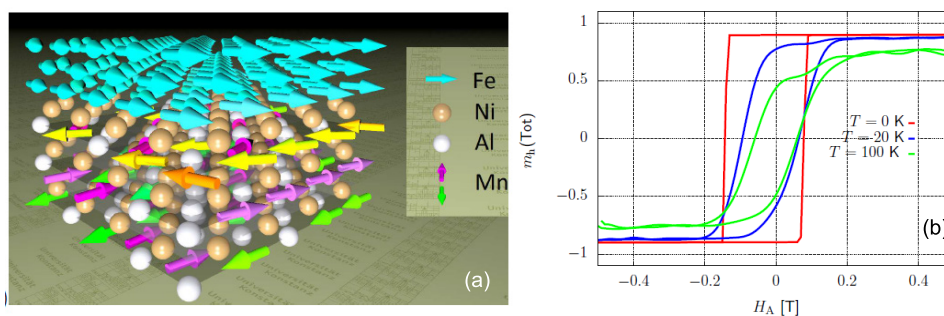 Fe
Ni
Al
Mn
(a)
)
1
0.5
0
−0.5
−1
m_h(Tot)
T = 0 K
T = 20 K
T = 100 K
(b)
−0.4
−0.2
0
0.2
0.4
H_A [T]